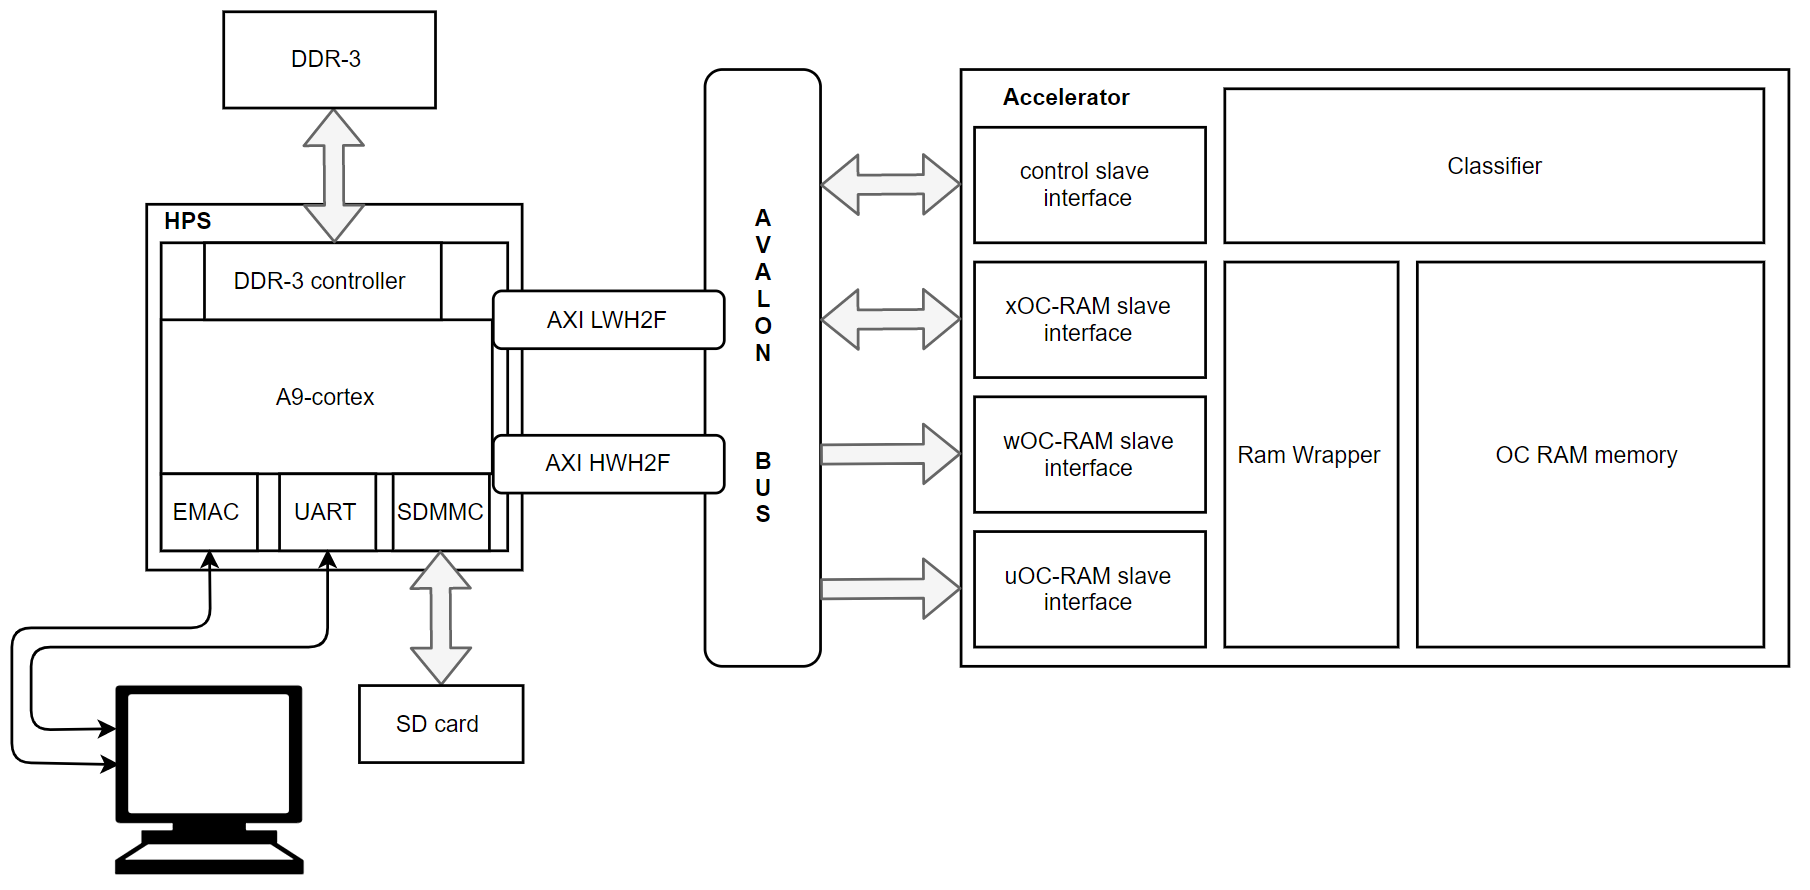 DDR-3
HPS
DDR-3 controller
A9-cortex
EMAC
UART
SDMMC
AXI LWH2F
AXI HWH2F
SD card
A
V
A
L
O
N
B
U
S
Accelerator
control slave
interface
xOC-RAM slave
interface
wOC-RAM slave
interface
uOC-RAM slave
interface
Classifier
Ram Wrapper
OC RAM memory